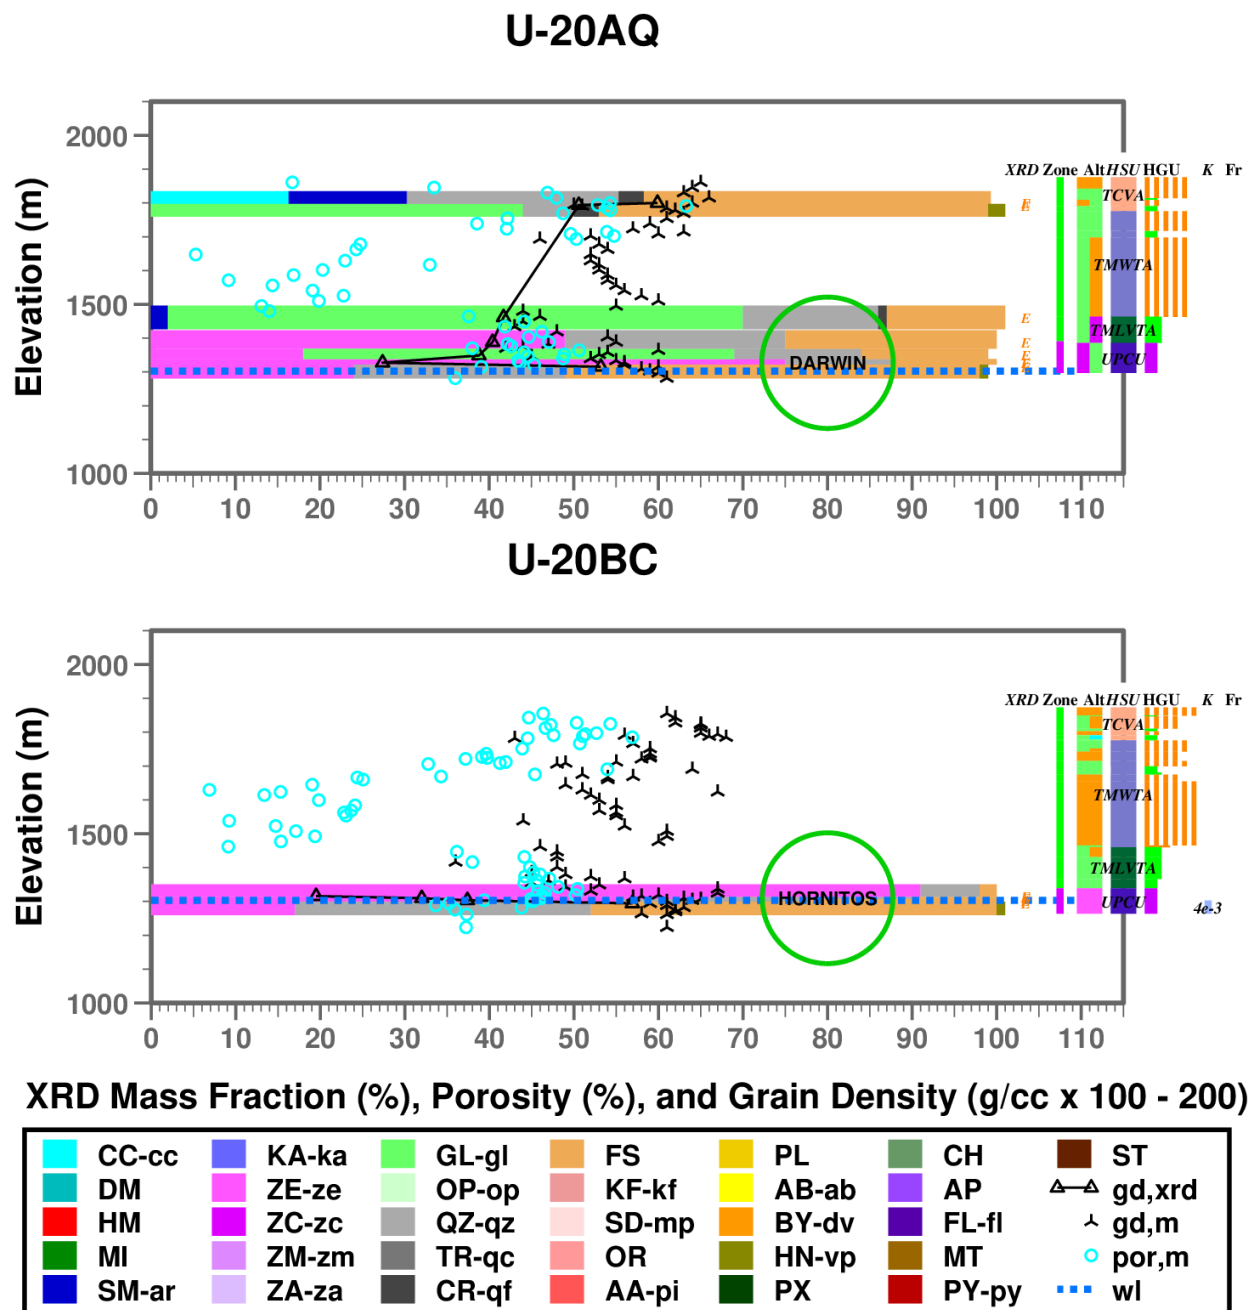 U-20AQ
Elevation (m)
2000
1500
1000
0 10 20 30 40 50 60 70 80 90 100 110
XRD Zone Alt HSU HGU K Fr
TCVA
TMWTA
TMLVTA
UPCU
E
E
E
DARWIN
U-20BC
Elevation (m)
2000
1500
1000
0 10 20 30 40 50 60 70 80 90 100 110
XRD Zone Alt HSU HGU K Fr
TCVA
TMWTA
TMLVTA
UPCU
4e-3
HORNITOS
XRD Mass Fraction (%), Porosity (%), and Grain Density (g/cc x 100 - 200)
CC-cc KA-ka GL-gl FS PL CH ST
DM ZE-ze OP-op KF-kf AB-ab AP gd,xrd
HM ZC-zc QZ-qz SD-mp BY-dv FL-fl gd,m
MI ZM-zm TR-qc OR HN-vp MT por,m
SM-ar ZA-za CR-qf AA-pi PX PY-py wl